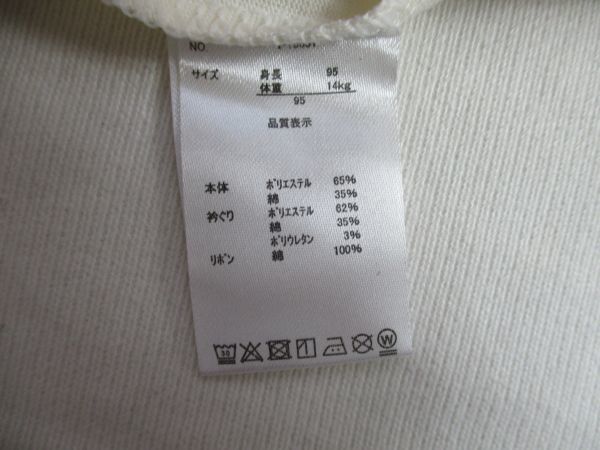 NO
サイズ 身長 95
体重 14kg
95
品質表示
本体 ポリエステル 65%
綿 35%
衿ぐり ポリエステル 62%
綿 35%
ポリウレタン 3%
リボン 綿 100%
30 W